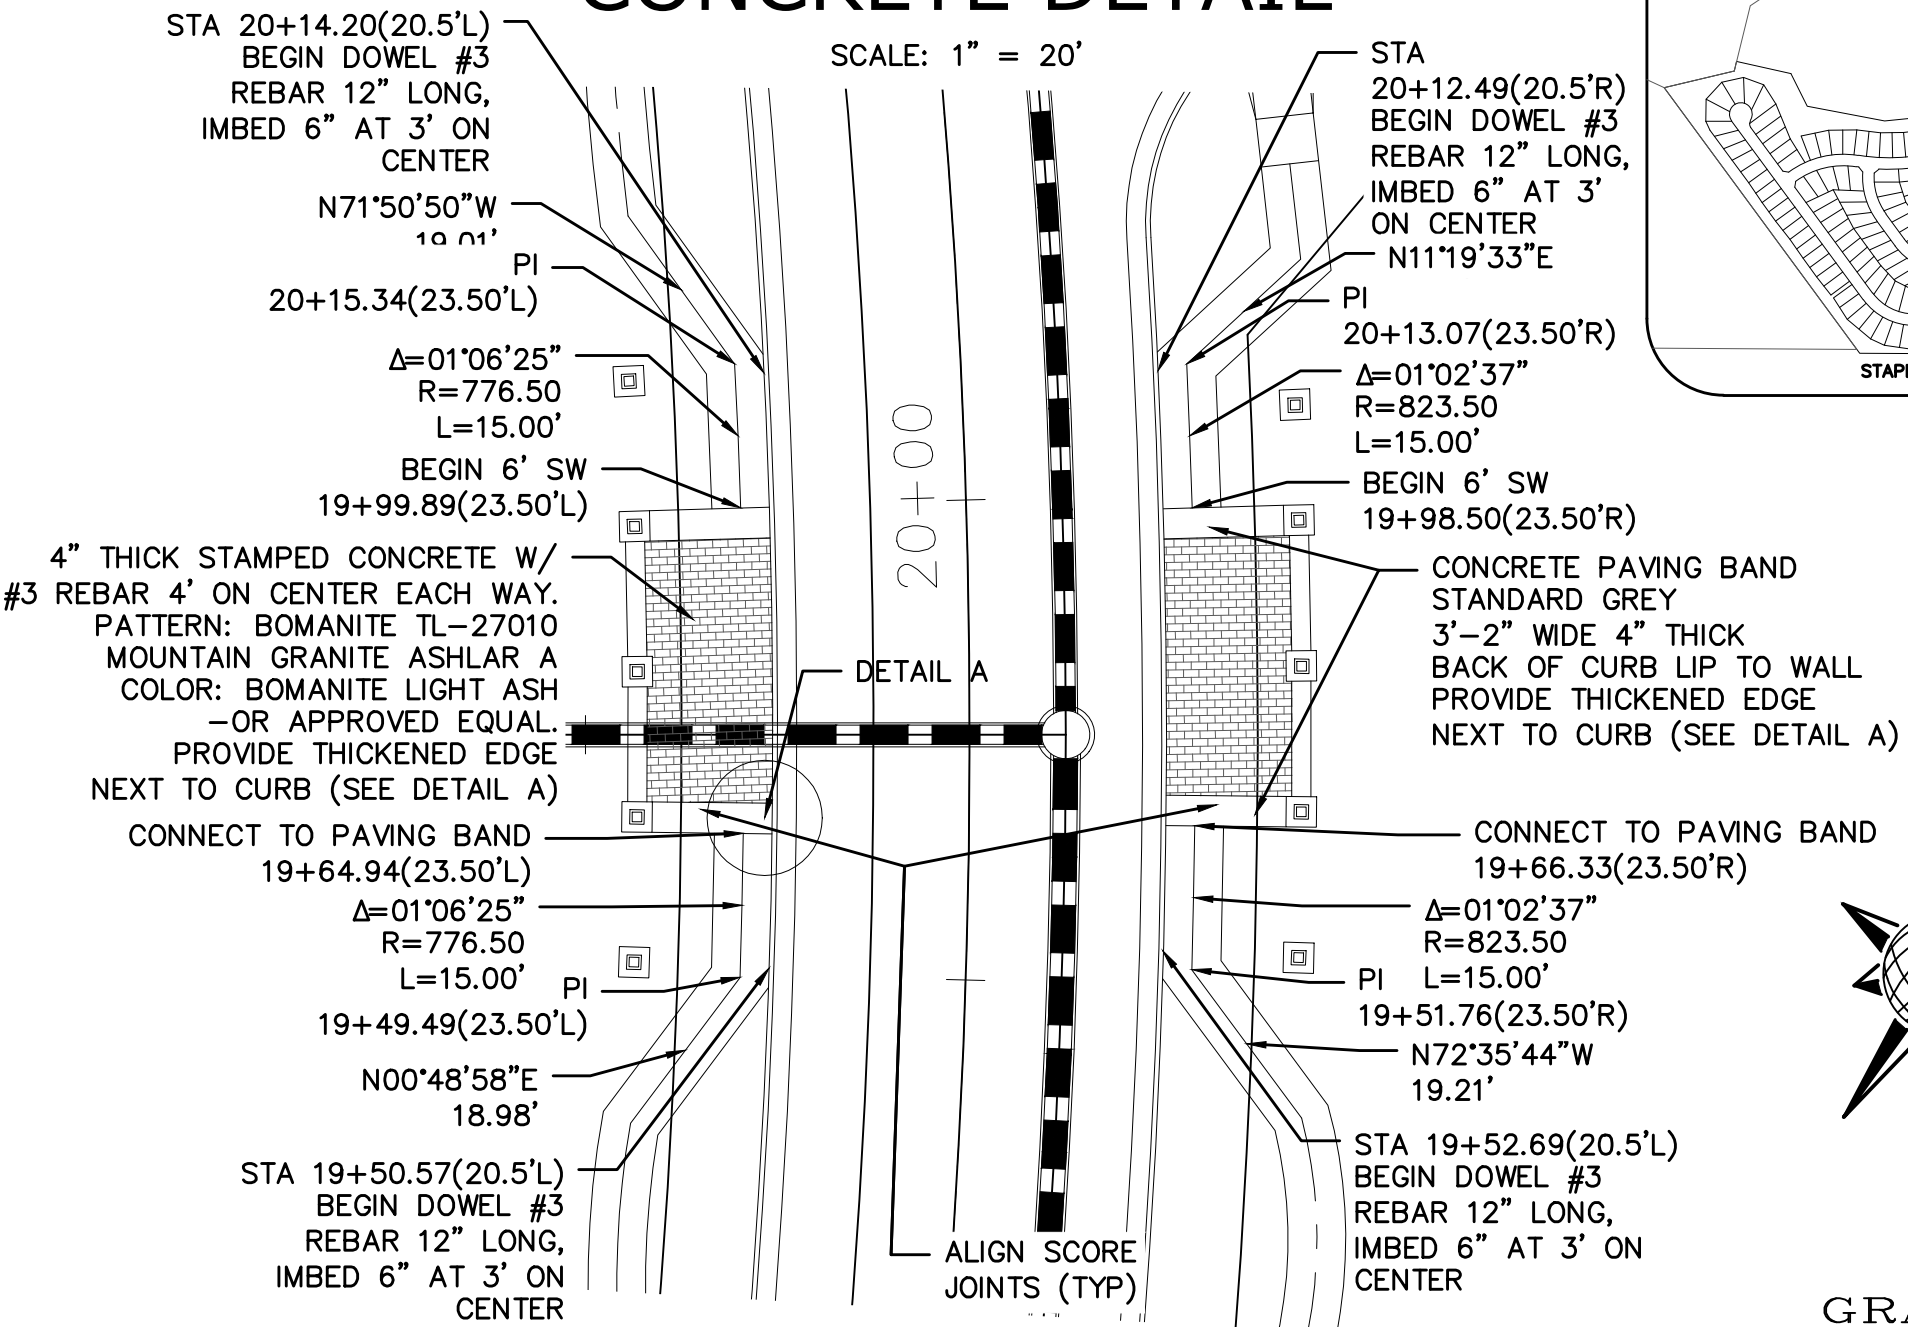 CONCRETE DETAIL
SCALE: 1" = 20'
STA 20+14.20(20.5'L)
BEGIN DOWEL #3
REBAR 12" LONG,
IMBED 6" AT 3' ON
CENTER
N71°50'50"W
19.01'
PI
20+15.34(23.50'L)
Δ=01°06'25"
R=776.50
L=15.00'
BEGIN 6' SW
19+99.89(23.50'L)
4" THICK STAMPED CONCRETE W/
#3 REBAR 4' ON CENTER EACH WAY.
PATTERN: BOMANITE TL-27010
MOUNTAIN GRANITE ASHLAR A
COLOR: BOMANITE LIGHT ASH
-OR APPROVED EQUAL.
PROVIDE THICKENED EDGE
NEXT TO CURB (SEE DETAIL A)
CONNECT TO PAVING BAND
19+64.94(23.50'L)
Δ=01°06'25"
R=776.50
L=15.00'
PI
19+49.49(23.50'L)
N00°48'58"E
18.98'
STA 19+50.57(20.5'L)
BEGIN DOWEL #3
REBAR 12" LONG,
IMBED 6" AT 3' ON
CENTER
20+00
DETAIL A
ALIGN SCORE
JOINTS (TYP)
STA
20+12.49(20.5'R)
BEGIN DOWEL #3
REBAR 12" LONG,
IMBED 6" AT 3'
ON CENTER
N11°19'33"E
PI
20+13.07(23.50'R)
Δ=01°02'37"
R=823.50
L=15.00'
BEGIN 6' SW
19+98.50(23.50'R)
CONCRETE PAVING BAND
STANDARD GREY
3'-2" WIDE 4" THICK
BACK OF CURB LIP TO WALL
PROVIDE THICKENED EDGE
NEXT TO CURB (SEE DETAIL A)
CONNECT TO PAVING BAND
19+66.33(23.50'R)
Δ=01°02'37"
R=823.50
L=15.00'
PI
19+51.76(23.50'R)
N72°35'44"W
19.21'
STA 19+52.69(20.5'L)
BEGIN DOWEL #3
REBAR 12" LONG,
IMBED 6" AT 3' ON
CENTER